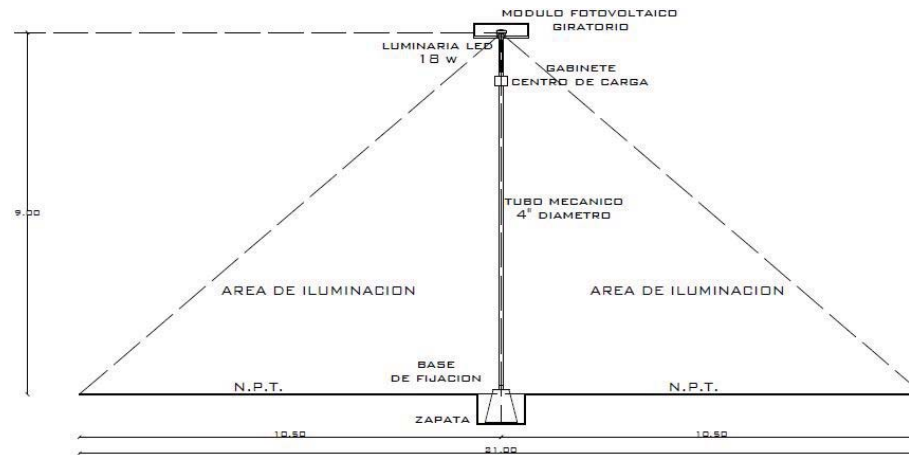 MODULO FOTOVOLTAICO
GIRATORIO
LUMINARIA LED
18 W
GABINETE
CENTRO DE CARGA
9.00
TUBO MECANICO
4" DIAMETRO
AREA DE ILUMINACION
AREA DE ILUMINACION
BASE
DE FIJACION
N.P.T.
N.P.T.
ZAPATA
10.50
10.50
21.00